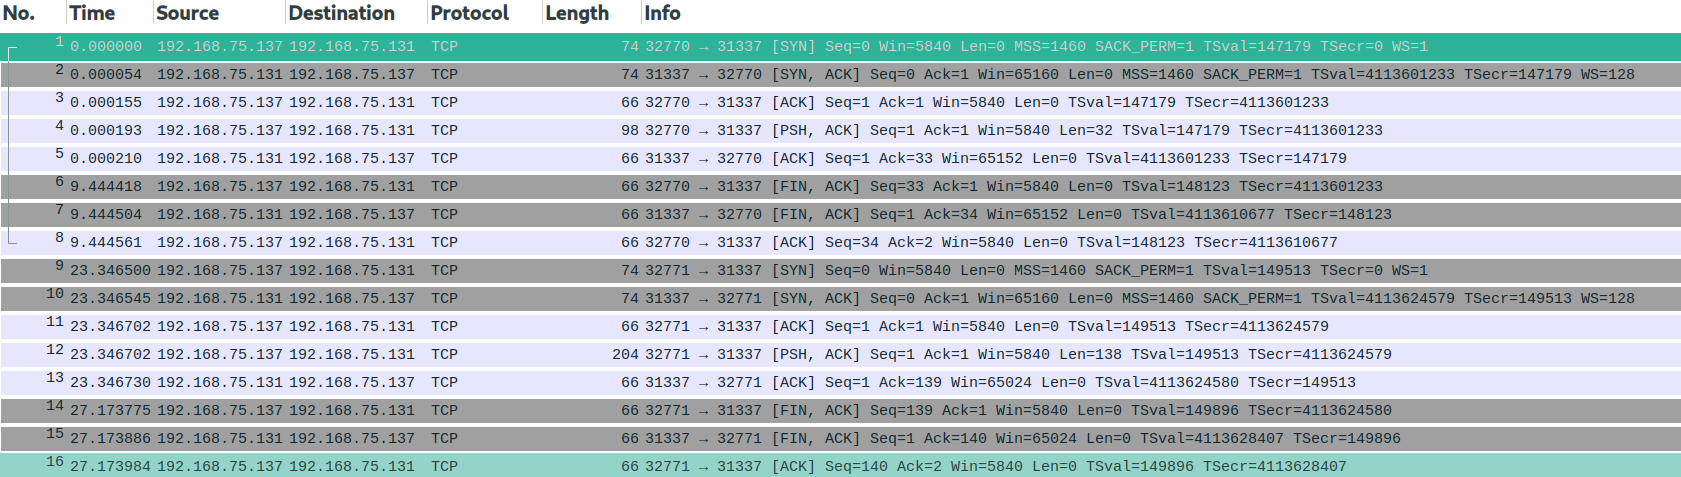 No. Time Source Destination Protocol Length Info
1 0.000000 192.168.75.137 192.168.75.131 TCP 74 32770 → 31337 [SYN] Seq=0 Win=5840 Len=0 MSS=1460 SACK_PERM=1 TSval=147179 TSecr=0 WS=1
2 0.000054 192.168.75.131 192.168.75.137 TCP 74 31337 → 32770 [SYN, ACK] Seq=0 Ack=1 Win=65160 Len=0 MSS=1460 SACK_PERM=1 TSval=4113601233 TSecr=147179 WS=128
3 0.000155 192.168.75.137 192.168.75.131 TCP 66 32770 → 31337 [ACK] Seq=1 Ack=1 Win=5840 Len=0 TSval=147179 TSecr=4113601233
4 0.000193 192.168.75.137 192.168.75.131 TCP 98 32770 → 31337 [PSH, ACK] Seq=1 Ack=1 Win=5840 Len=32 TSval=147179 TSecr=4113601233
5 0.000210 192.168.75.131 192.168.75.137 TCP 66 31337 → 32770 [ACK] Seq=1 Ack=33 Win=65152 Len=0 TSval=4113601233 TSecr=147179
6 9.444418 192.168.75.137 192.168.75.131 TCP 66 32770 → 31337 [FIN, ACK] Seq=33 Ack=1 Win=5840 Len=0 TSval=148123 TSecr=4113601233
7 9.444504 192.168.75.131 192.168.75.137 TCP 66 31337 → 32770 [FIN, ACK] Seq=1 Ack=34 Win=65152 Len=0 TSval=4113610677 TSecr=148123
8 9.444561 192.168.75.137 192.168.75.131 TCP 66 32770 → 31337 [ACK] Seq=34 Ack=2 Win=5840 Len=0 TSval=148123 TSecr=4113610677
9 23.346500 192.168.75.137 192.168.75.131 TCP 74 32771 → 31337 [SYN] Seq=0 Win=5840 Len=0 MSS=1460 SACK_PERM=1 TSval=149513 TSecr=0 WS=1
10 23.346545 192.168.75.131 192.168.75.137 TCP 74 31337 → 32771 [SYN, ACK] Seq=0 Ack=1 Win=65160 Len=0 MSS=1460 SACK_PERM=1 TSval=4113624579 TSecr=149513 WS=128
11 23.346702 192.168.75.137 192.168.75.131 TCP 66 32771 → 31337 [ACK] Seq=1 Ack=1 Win=5840 Len=0 TSval=149513 TSecr=4113624579
12 23.346702 192.168.75.137 192.168.75.131 TCP 204 32771 → 31337 [PSH, ACK] Seq=1 Ack=1 Win=5840 Len=138 TSval=149513 TSecr=4113624579
13 23.346730 192.168.75.131 192.168.75.137 TCP 66 31337 → 32771 [ACK] Seq=1 Ack=139 Win=65024 Len=0 TSval=4113624580 TSecr=149513
14 27.173775 192.168.75.137 192.168.75.131 TCP 66 32771 → 31337 [FIN, ACK] Seq=139 Ack=1 Win=5840 Len=0 TSval=149896 TSecr=4113624580
15 27.173886 192.168.75.131 192.168.75.137 TCP 66 31337 → 32771 [FIN, ACK] Seq=1 Ack=140 Win=65024 Len=0 TSval=4113628407 TSecr=149896
16 27.173984 192.168.75.137 192.168.75.131 TCP 66 32771 → 31337 [ACK] Seq=140 Ack=2 Win=5840 Len=0 TSval=149896 TSecr=4113628407